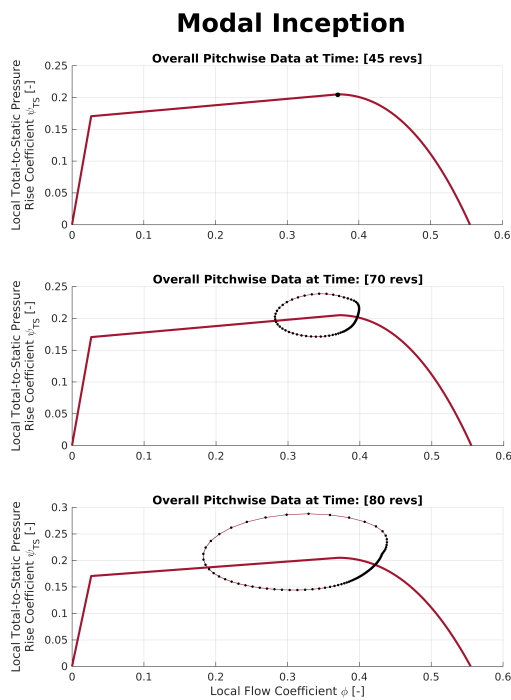 Modal Inception
Overall Pitchwise Data at Time: [45 revs]
Local Total-to-Static Pressure
Rise Coefficient ψTS [-]
0.25
0.2
0.15
0.1
0.05
0
0 0.1 0.2 0.3 0.4 0.5 0.6
Overall Pitchwise Data at Time: [70 revs]
Local Total-to-Static Pressure
Rise Coefficient ψTS [-]
0.25
0.2
0.15
0.1
0.05
0
0 0.1 0.2 0.3 0.4 0.5 0.6
Overall Pitchwise Data at Time: [80 revs]
Local Total-to-Static Pressure
Rise Coefficient ψTS [-]
0.3
0.25
0.2
0.15
0.1
0.05
0
0 0.1 0.2 0.3 0.4 0.5 0.6
Local Flow Coefficient ϕ [-]